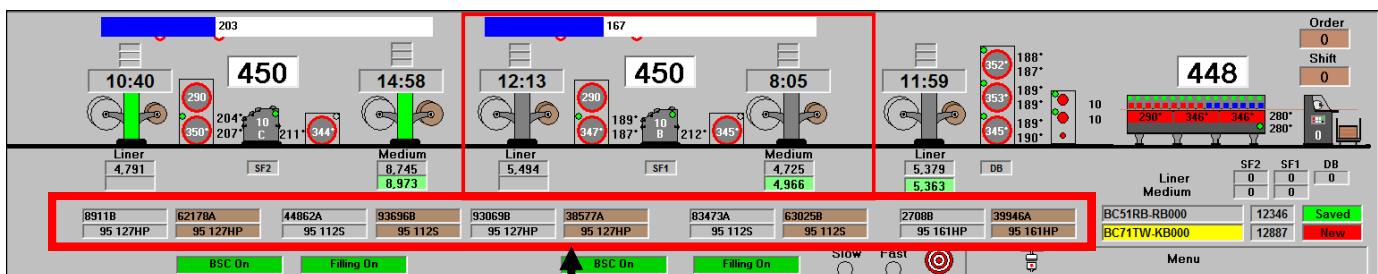 203
167
Order
0
Shift
0
10:40
450
14:58
12:13
450
8:05
11:59
448
290
350°
204°
207°
10
C
211°
344°
290
347°
189°
187°
10
B
212°
345°
352°
188°
187°
353°
189°
189°
345°
189°
190°
10
10
290°
346°
346°
280°
280°
0
Liner
4,791
SF2
Medium
8,745
8,973
Liner
5,494
SF1
Medium
4,725
4,966
Liner
5,379
5,363
DB
SF2 SF1 DB
Liner 0 0 0
Medium 0 0
8911B 62178A 44862A 93696B 93069B 38577A 83473A 63025B 2708B 39946A
95 127HP 95 127HP 95 112S 95 112S 95 127HP 95 127HP 95 112S 95 112S 95 161HP 95 161HP
BC51RB-RB000 12346 Saved
BC71TW-KB000 12887 New
BSC On Filling On BSC On Filling On Slow Fast Menu